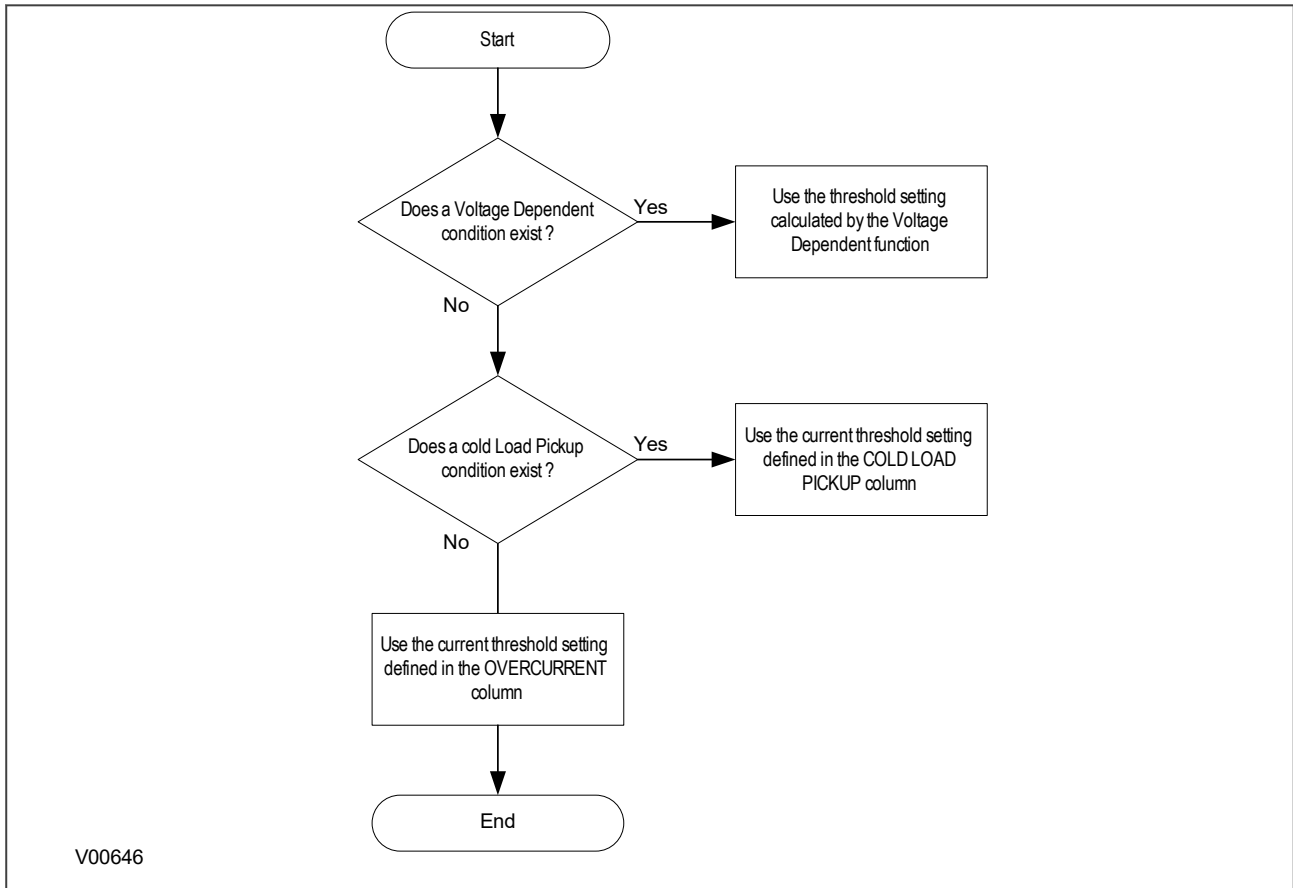 Start
Does a Voltage Dependent
condition exist ?
Yes
Use the threshold setting
calculated by the Voltage
Dependent function
No
Does a cold Load Pickup
condition exist ?
Yes
Use the current threshold setting
defined in the COLD LOAD
PICKUP column
No
Use the current threshold setting
defined in the OVERCURRENT
column
End
V00646